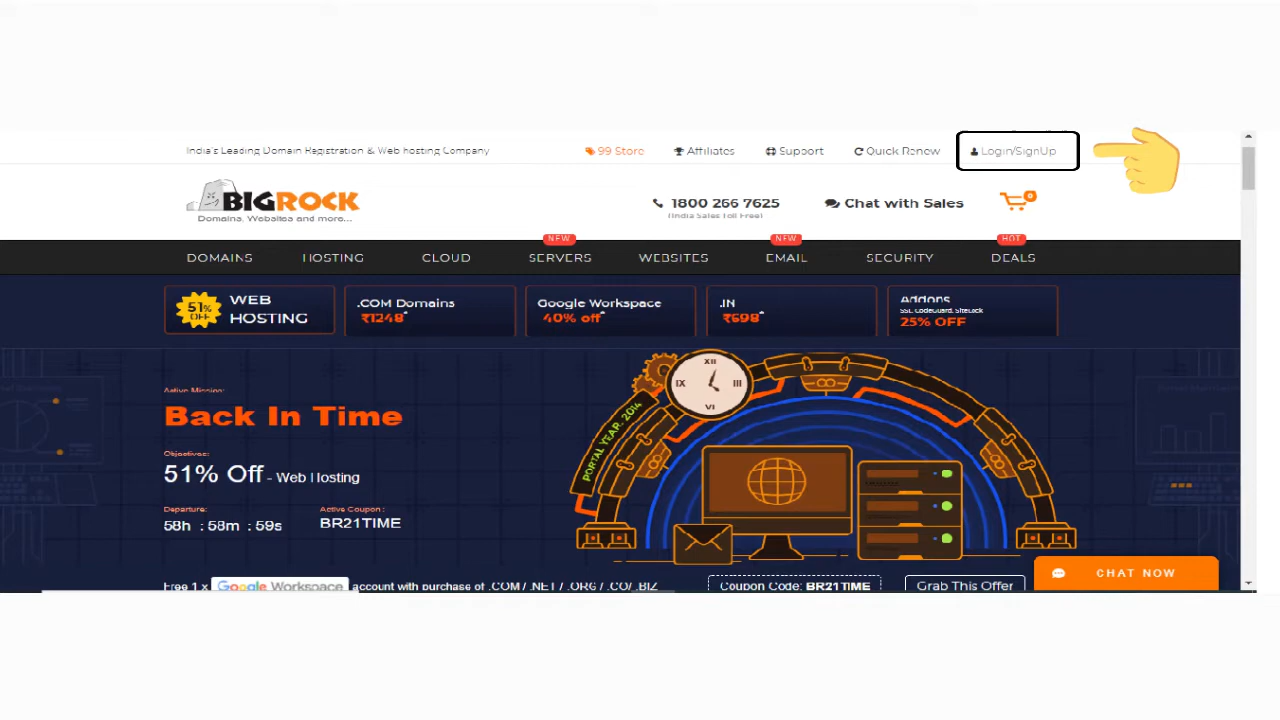 India's Leading Domain Registration & Web hosting Company
99 Store
Affiliates
Support
Quick Renew
Login/SignUp
BIGROCK
Domains. Websites and more...
1800 266 7625
(India Sales Toll Free)
Chat with Sales
0
NEW
NEW
HOT
DOMAINS
HOSTING
CLOUD
SERVERS
WEBSITES
EMAIL
SECURITY
DEALS
51%
OFF
WEB
HOSTING
.COM Domains
₹1248*
Google Workspace
40% off*
.IN
₹598*
Addons
SSL, CodeGuard, SiteLock
25% OFF
Active Mission:
Back In Time
Objectives:
51% Off - Web Hosting
Departure:
58h : 58m : 59s
Active Coupon :
BR21TIME
PORTAL YEAR: 2014
XII
III
VI
IX
CHAT NOW
Free 1 x Google Workspace account with purchase of .COM / .NET / .ORG / .CO/ .BIZ
Coupon Code: BR21TIME
Grab This Offer